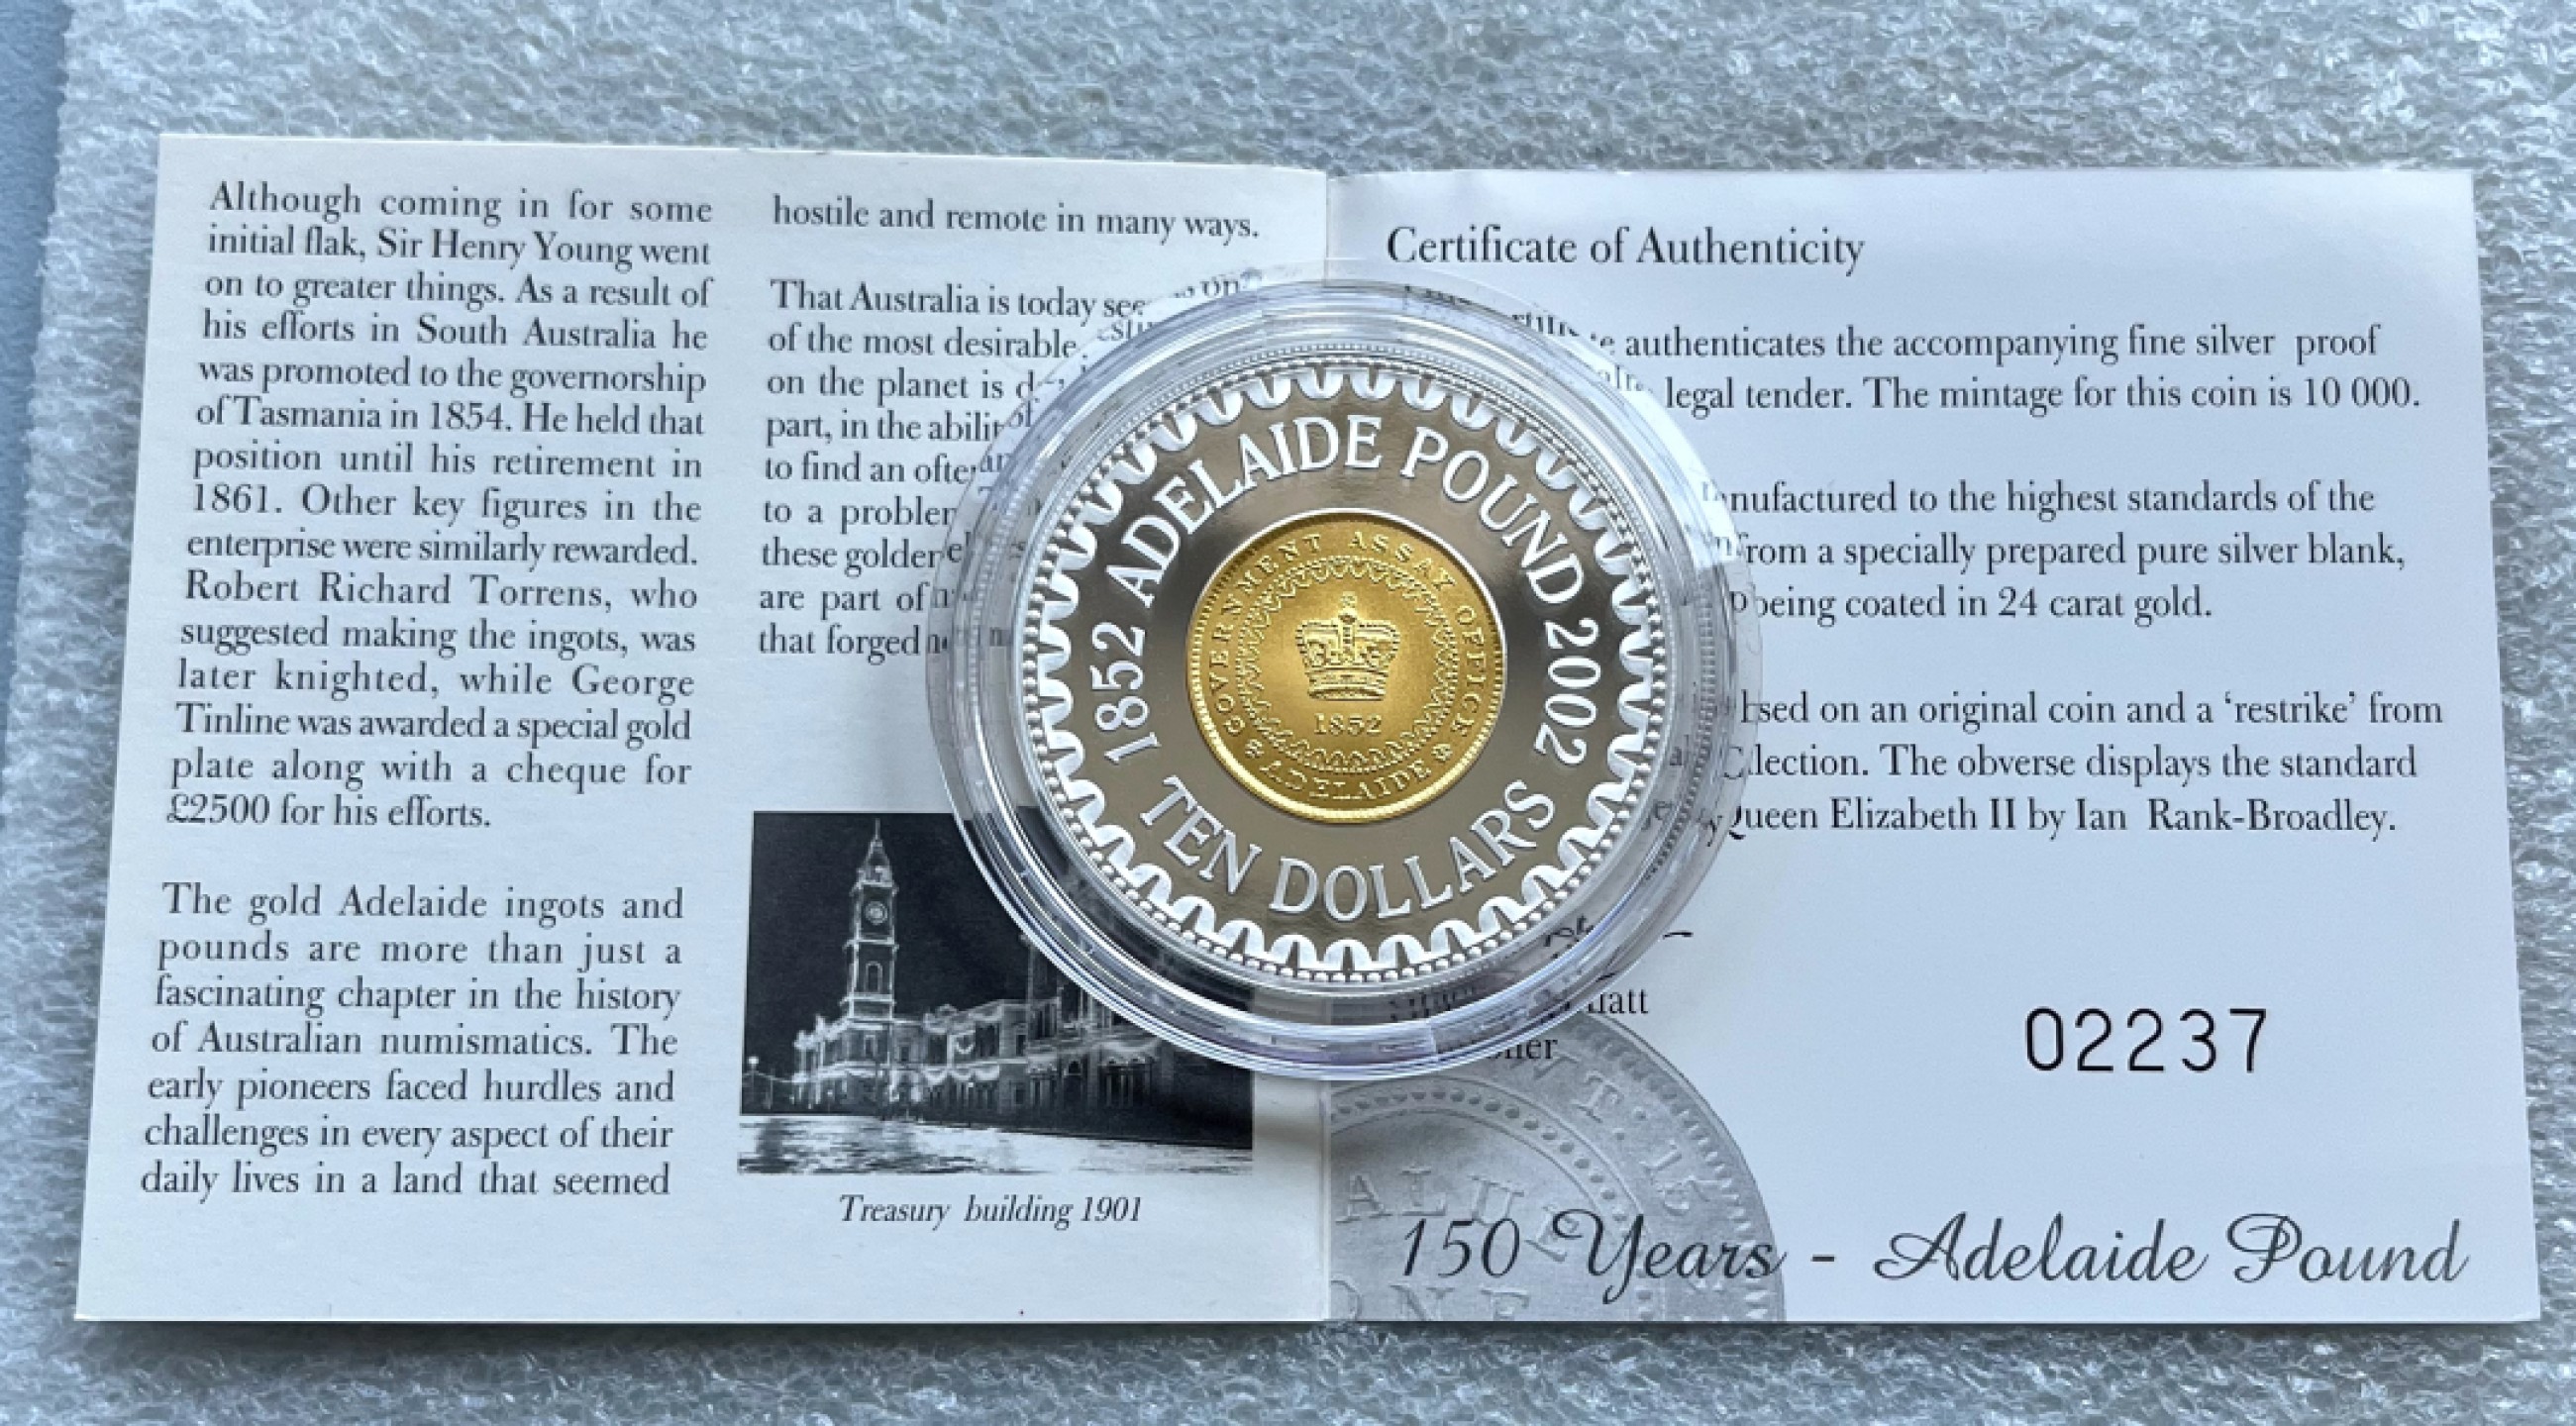 Although coming in for some
initial flak, Sir Henry Young went
on to greater things. As a result of
his efforts in South Australia he
was promoted to the governorship
of Tasmania in 1854. He held that
position until his retirement in
1861. Other key figures in the
enterprise were similarly rewarded.
Robert Richard Torrens, who
suggested making the ingots, was
later knighted, while George
Tinline was awarded a special gold
plate along with a cheque for
£2500 for his efforts.
The gold Adelaide ingots and
pounds are more than just a
fascinating chapter in the history
of Australian numismatics. The
early pioneers faced hurdles and
challenges in every aspect of their
daily lives in a land that seemed
hostile and remote in many ways.
That Australia is today
of the most desirable
on the planet is
part, in the
to find an
to a
these
are part of
that forged
Treasury building 1901
1852 ADELAIDE POUND 2002
TEN DOLLARS
GOVERNMENT ASSAY OFFICE
1852
ADELAIDE
Certificate of Authenticity
authenticates the accompanying fine silver proof
legal tender. The mintage for this coin is 10 000.
to the highest standards of the
from a specially prepared pure silver blank,
being coated in 24 carat gold.
on an original coin and a ‘restrike’ from
The obverse displays the standard
Queen Elizabeth II by Ian Rank-Broadley.
02237
150 Years - Adelaide Pound